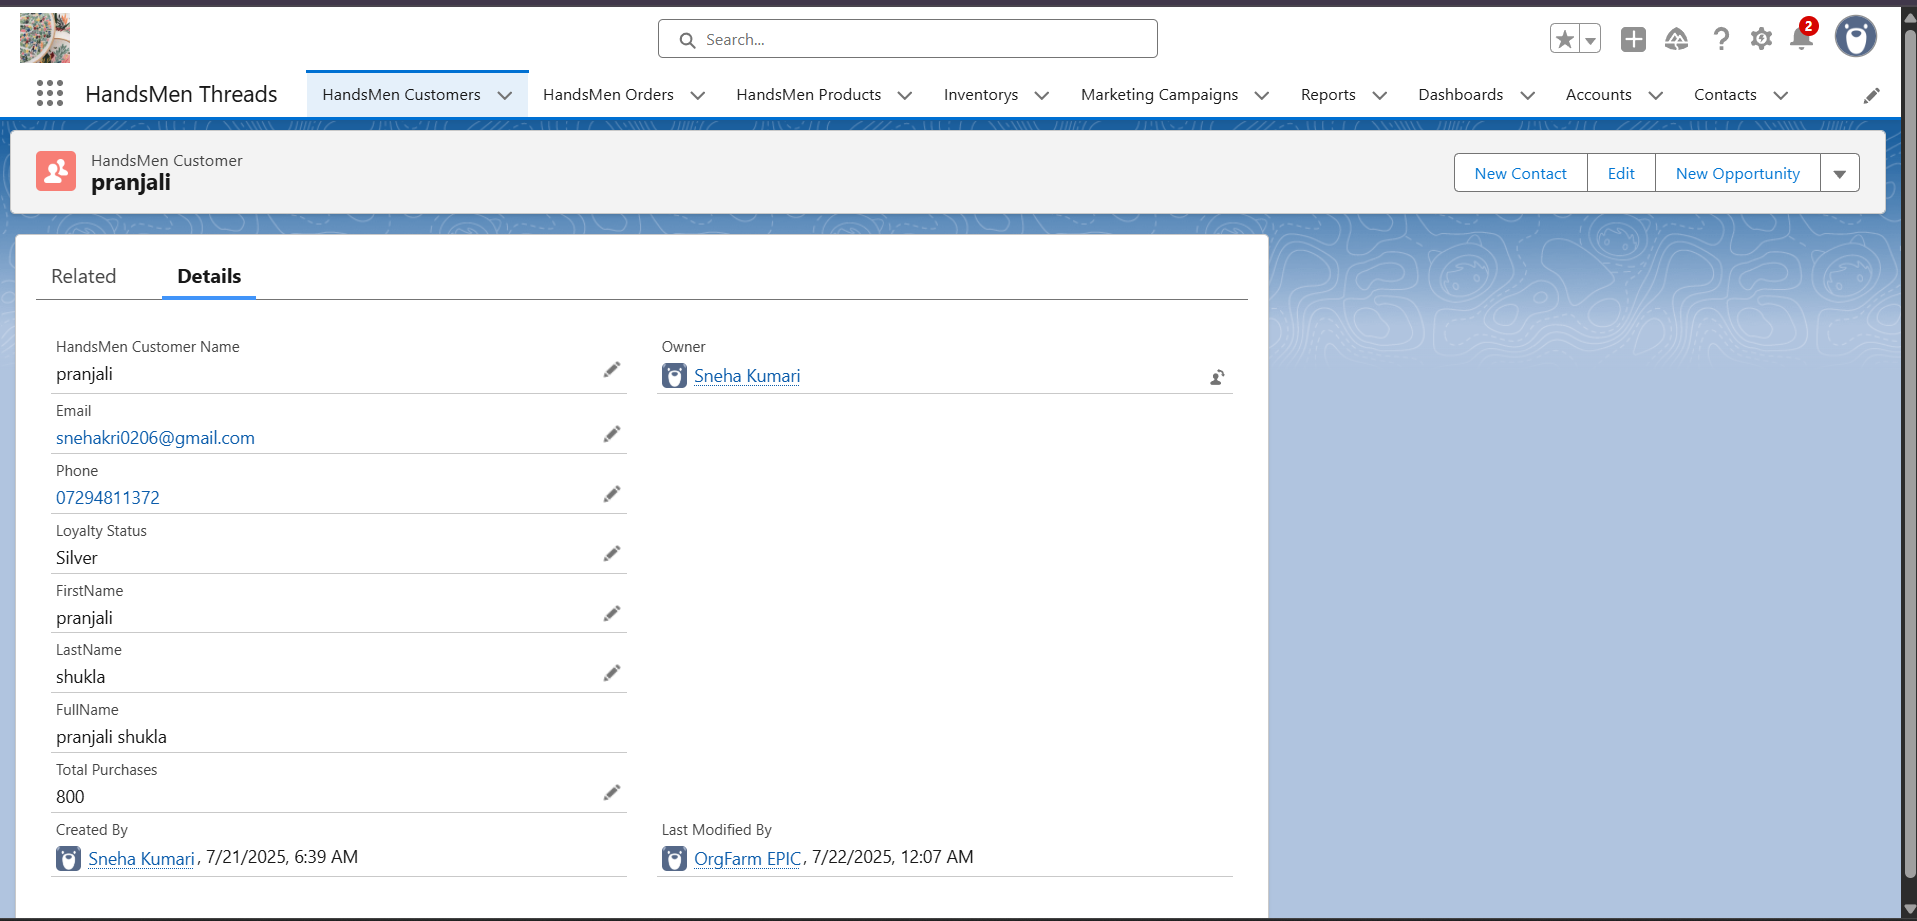 Search...
2
HandsMen Threads
HandsMen Customers
HandsMen Orders
HandsMen Products
Inventorys
Marketing Campaigns
Reports
Dashboards
Accounts
Contacts
HandsMen Customer
pranjali
New Contact
Edit
New Opportunity
Related
Details
HandsMen Customer Name
pranjali
Owner
Sneha Kumari
Email
snehakri0206@gmail.com
Phone
07294811372
Loyalty Status
Silver
FirstName
pranjali
LastName
shukla
FullName
pranjali shukla
Total Purchases
800
Created By
Sneha Kumari, 7/21/2025, 6:39 AM
Last Modified By
OrgFarm EPIC, 7/22/2025, 12:07 AM